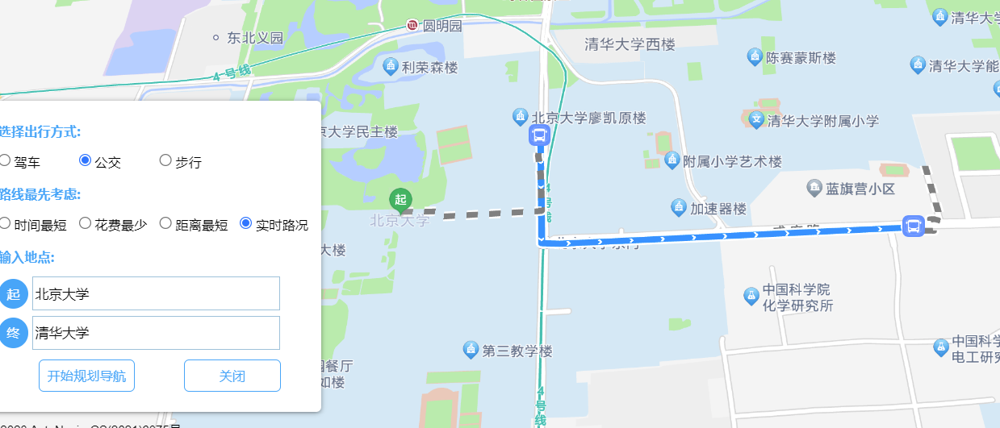 东北义园
4号线
圆明园
利荣森楼
清华大学西楼
清华大学
陈赛蒙斯楼
清华大学能
北京大学廖凯原楼
京大学民主楼
清华大学附属小学
附属小学艺术楼
蓝旗营小区
加速器楼
4号线
起
北京大学
大楼
中国科学院
化学研究所
第三教学楼
中国科学
电工研究
餐厅
如楼
4号线
选择出行方式:
驾车 公交 步行
路线最先考虑:
时间最短 花费最少 距离最短 实时路况
输入地点:
起 北京大学
终 清华大学
开始规划导航 关闭